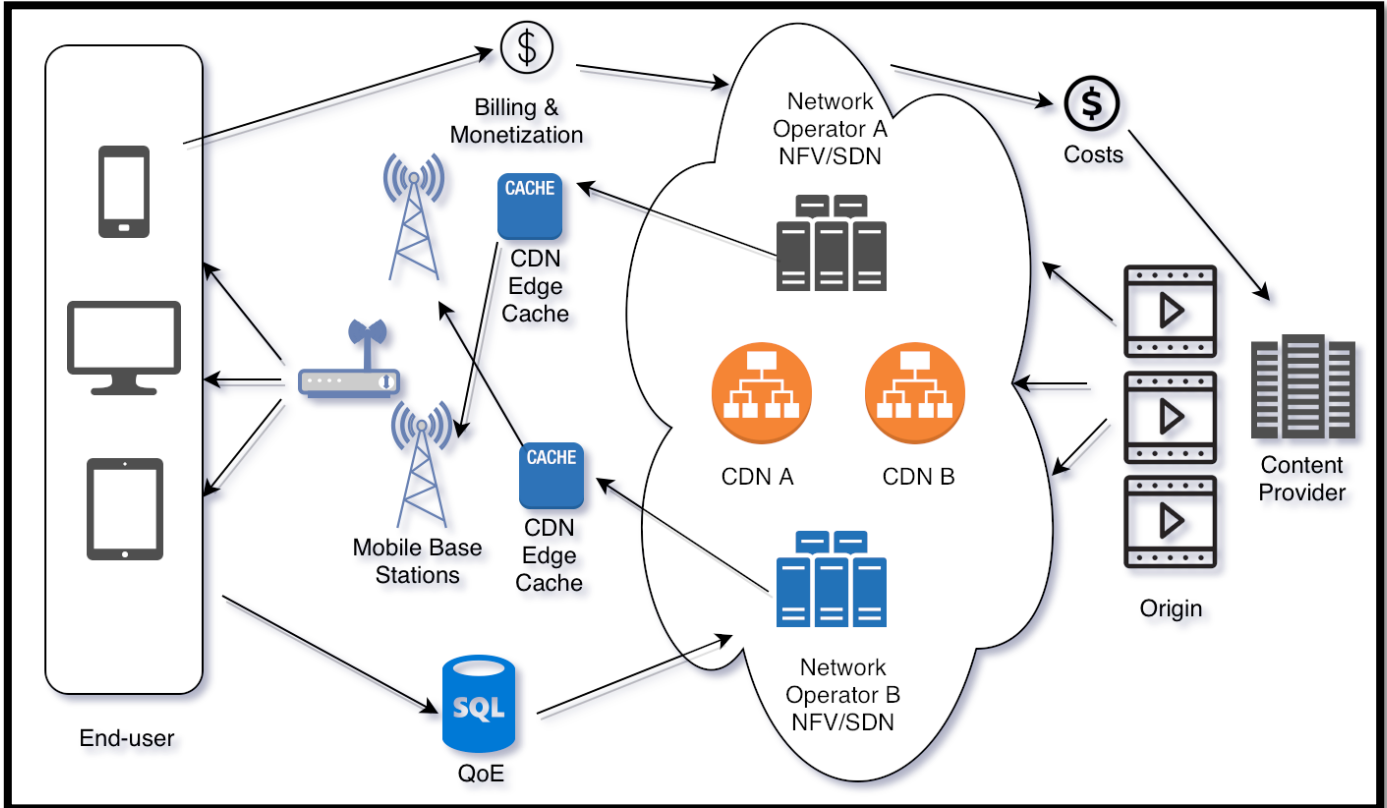 $
Billing &
Monetization
Network
Operator A
NFV/SDN
$
Costs
CACHE
CDN
Edge
Cache
CDN A
CDN B
Content
Provider
CACHE
CDN
Edge
Cache
Mobile Base
Stations
Origin
Network
Operator B
NFV/SDN
SQL
QoE
End-user